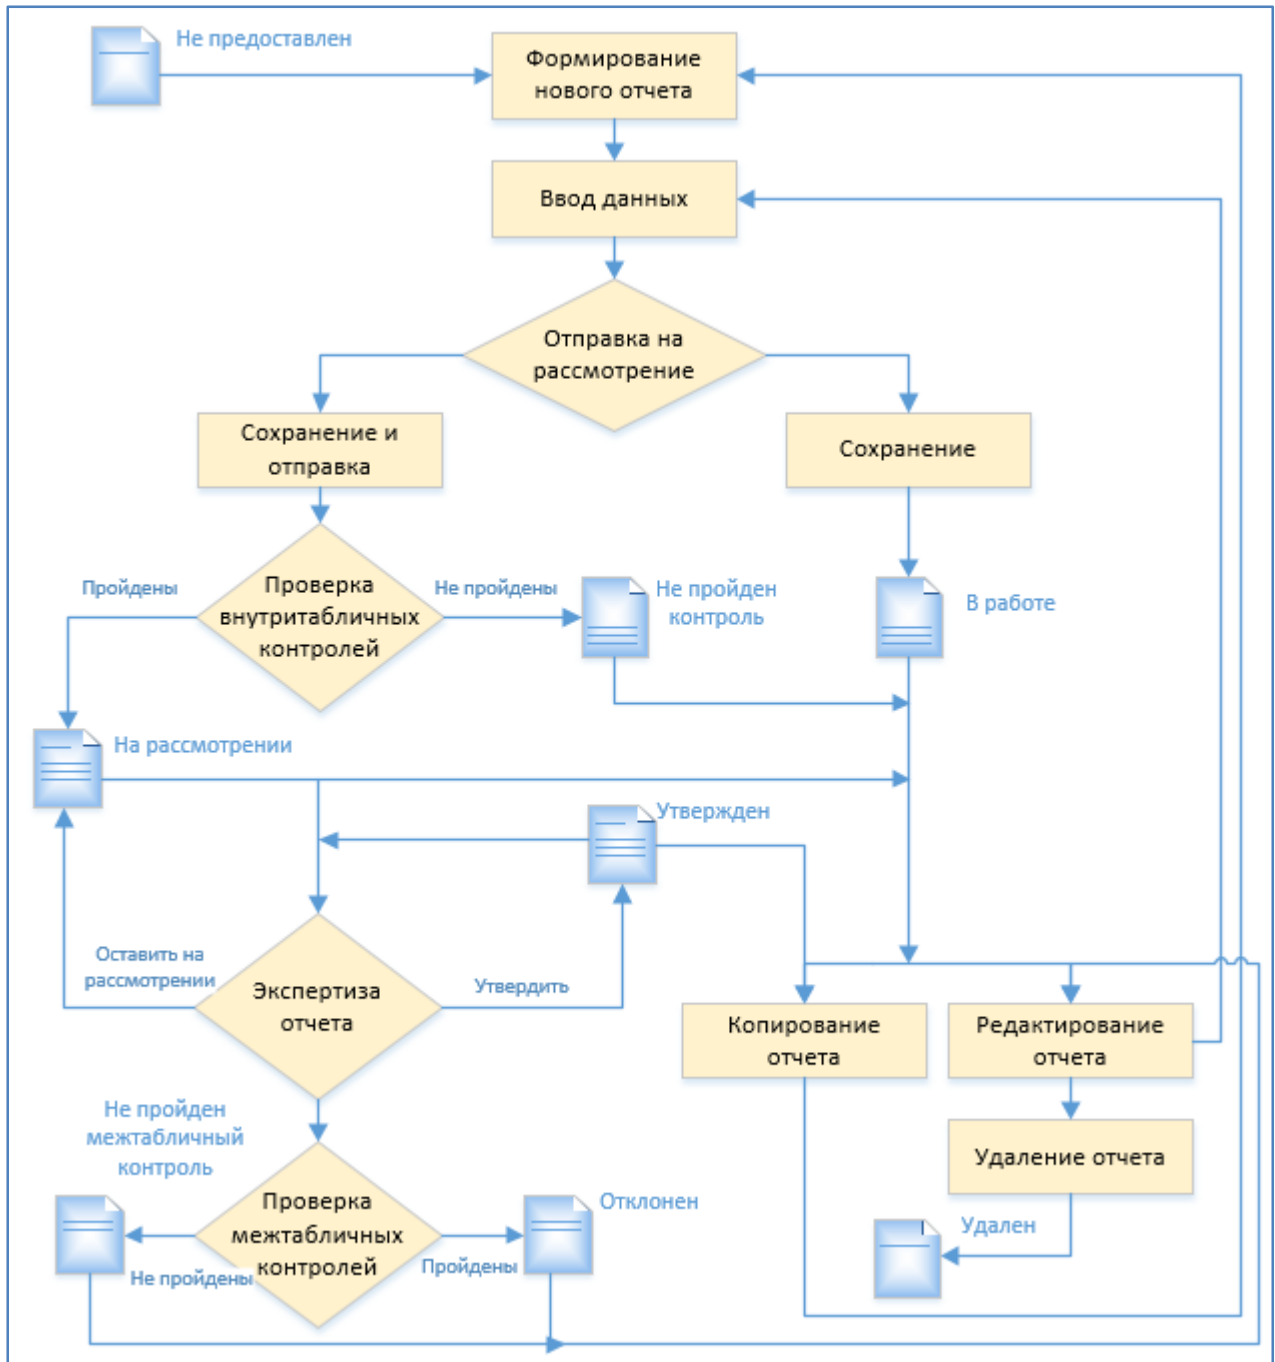 Не предоставлен
Формирование
нового отчета
Ввод данных
Отправка на
рассмотрение
Сохранение и
отправка
Сохранение
Пройдены
Проверка
внутритабличных
контролей
Не пройдены
Не пройден
контроль
В работе
На рассмотрении
Утвержден
Оставить на
рассмотрении
Экспертиза
отчета
Утвердить
Копирование
отчета
Редактирование
отчета
Не пройден
межтабличный
контроль
Удаление отчета
Проверка
межтабличных
контролей
Отклонен
Удален
Не пройдены
Пройдены